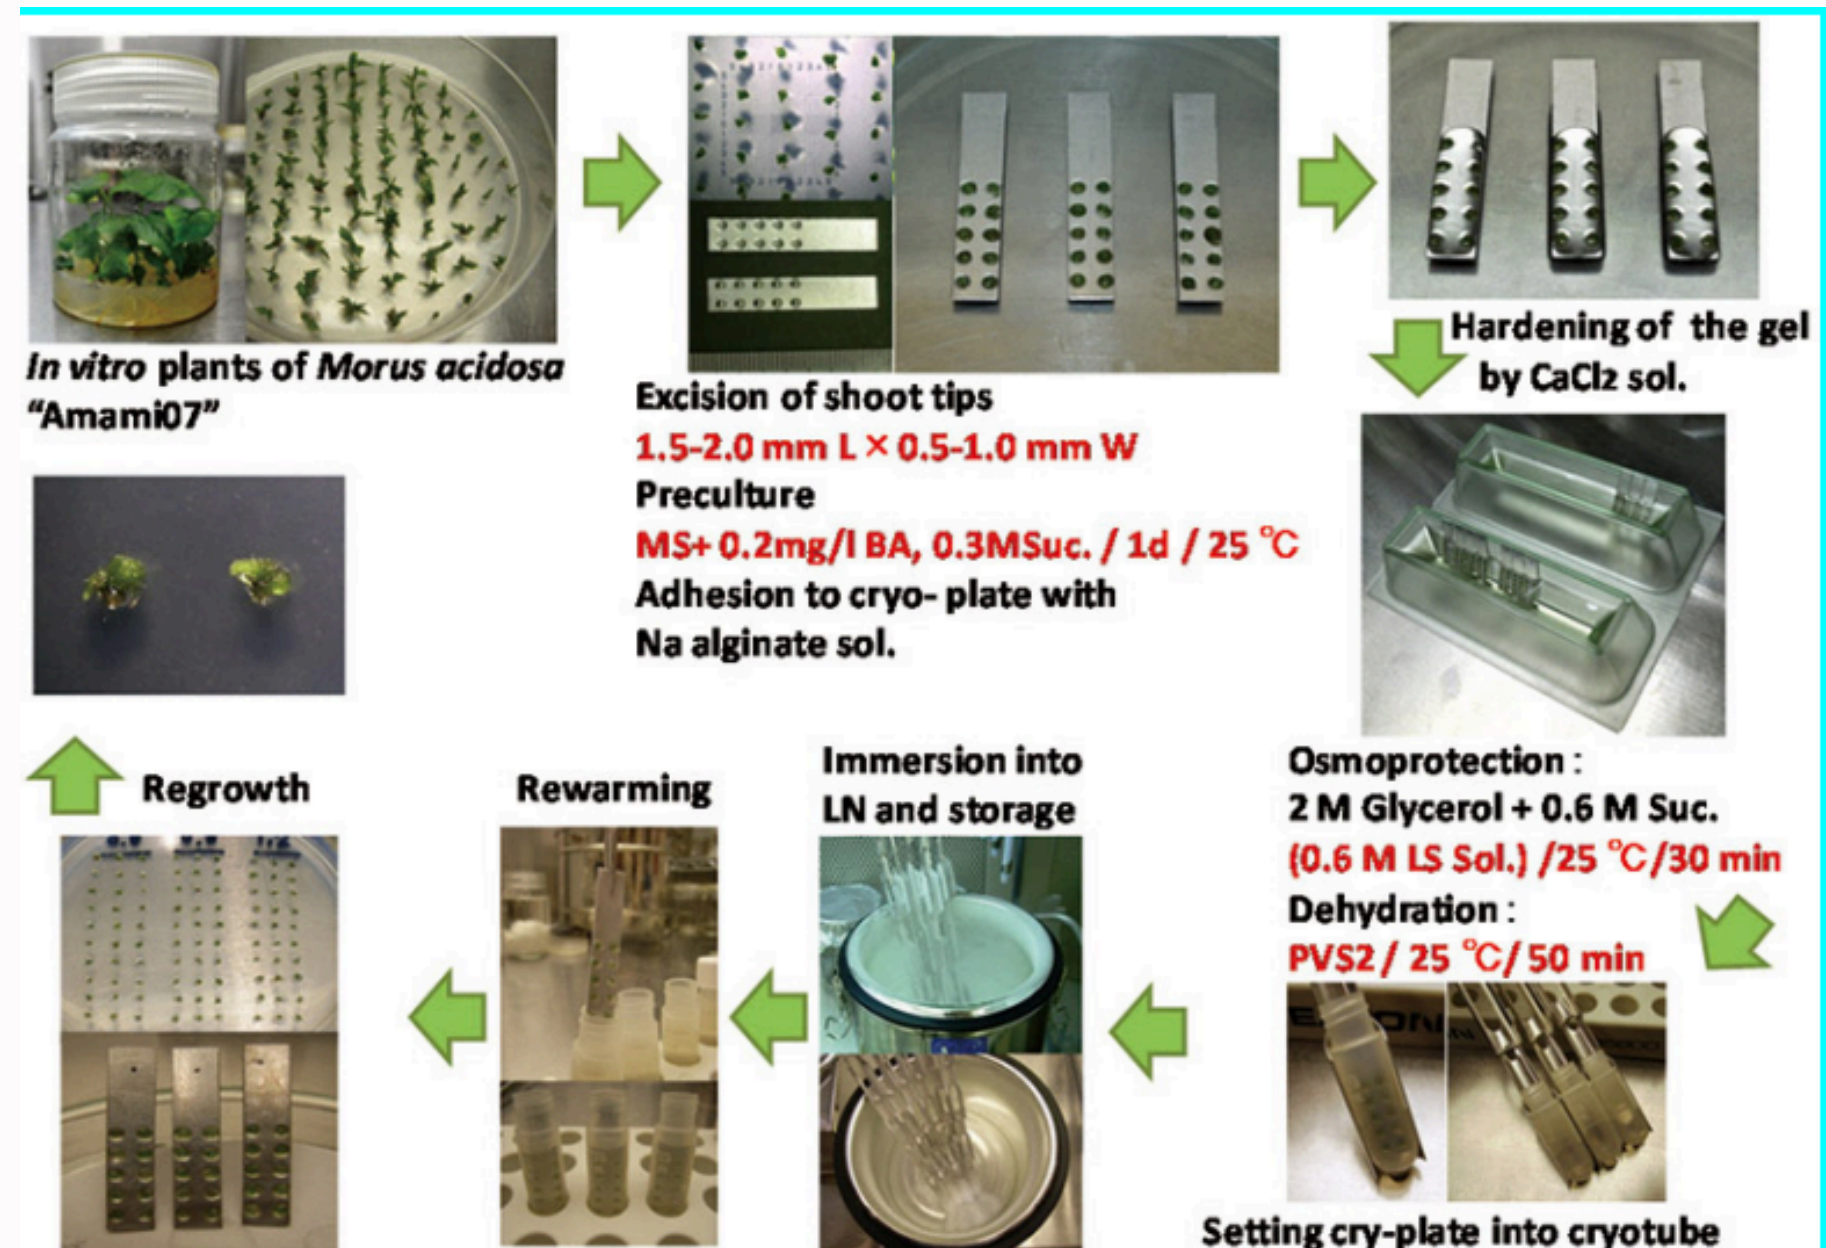 In vitro plants of Morus acidosa
“Amami07”
Excision of shoot tips
1.5-2.0 mm L × 0.5-1.0 mm W
Preculture
MS+ 0.2mg/l BA, 0.3MSuc. / 1d / 25 ℃
Adhesion to cryo- plate with
Na alginate sol.
Hardening of the gel
by CaCl2 sol.
Osmoprotection :
2 M Glycerol + 0.6 M Suc.
(0.6 M LS Sol.) /25 ℃/30 min
Dehydration :
PVS2 / 25 ℃/ 50 min
Setting cry-plate into cryotube
Immersion into
LN and storage
Rewarming
Regrowth